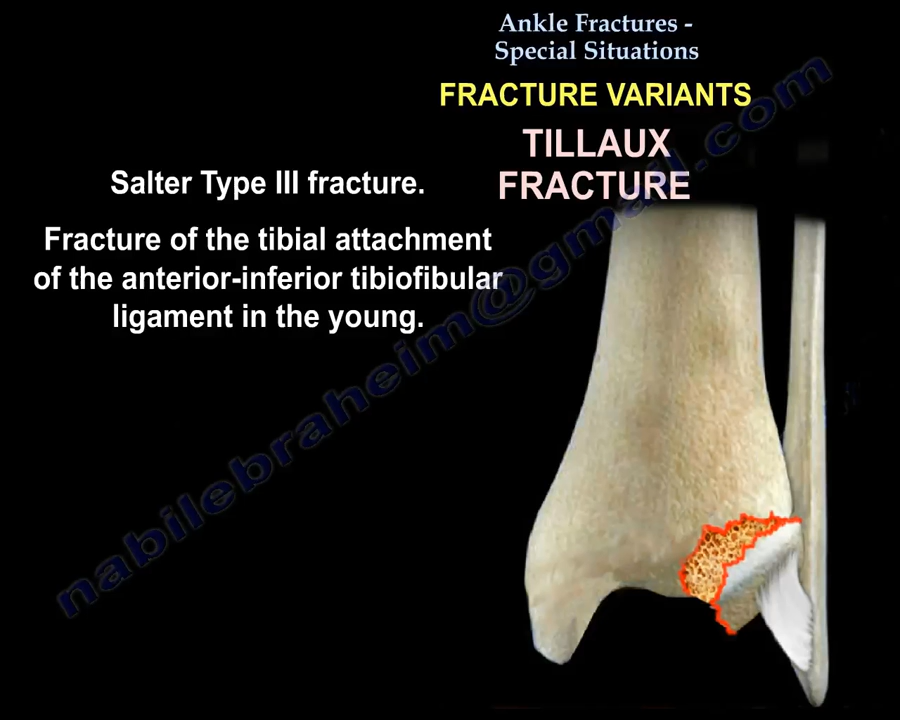 Ankle Fractures -
Special Situations
FRACTURE VARIANTS
TILLAUX
FRACTURE
Salter Type III fracture.
Fracture of the tibial attachment
of the anterior-inferior tibiofibular
ligament in the young.
nabilebraheim@gmail.com